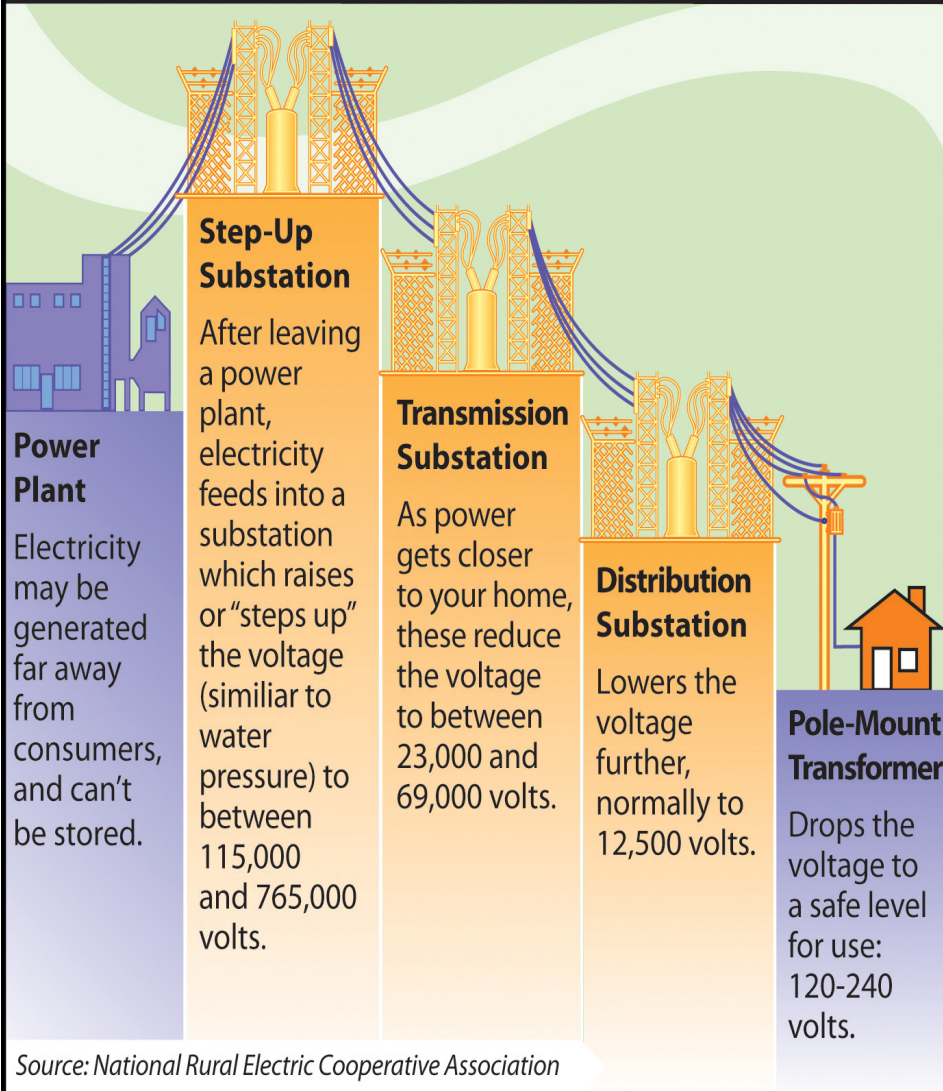 Power
Plant
Electricity
may be
generated
far away
from
consumers,
and can't
be stored.
Step-Up
Substation
After leaving
a power
plant,
electricity
feeds into a
substation
which raises
or “steps up”
the voltage
(similiar to
water
pressure) to
between
115,000
and 765,000
volts.
Transmission
Substation
As power
gets closer
to your home,
these reduce
the voltage
to between
23,000 and
69,000 volts.
Distribution
Substation
Lowers the
voltage
further,
normally to
12,500 volts.
Pole-Mount
Transformer
Drops the
voltage to
a safe level
for use:
120-240
volts.
Source: National Rural Electric Cooperative Association